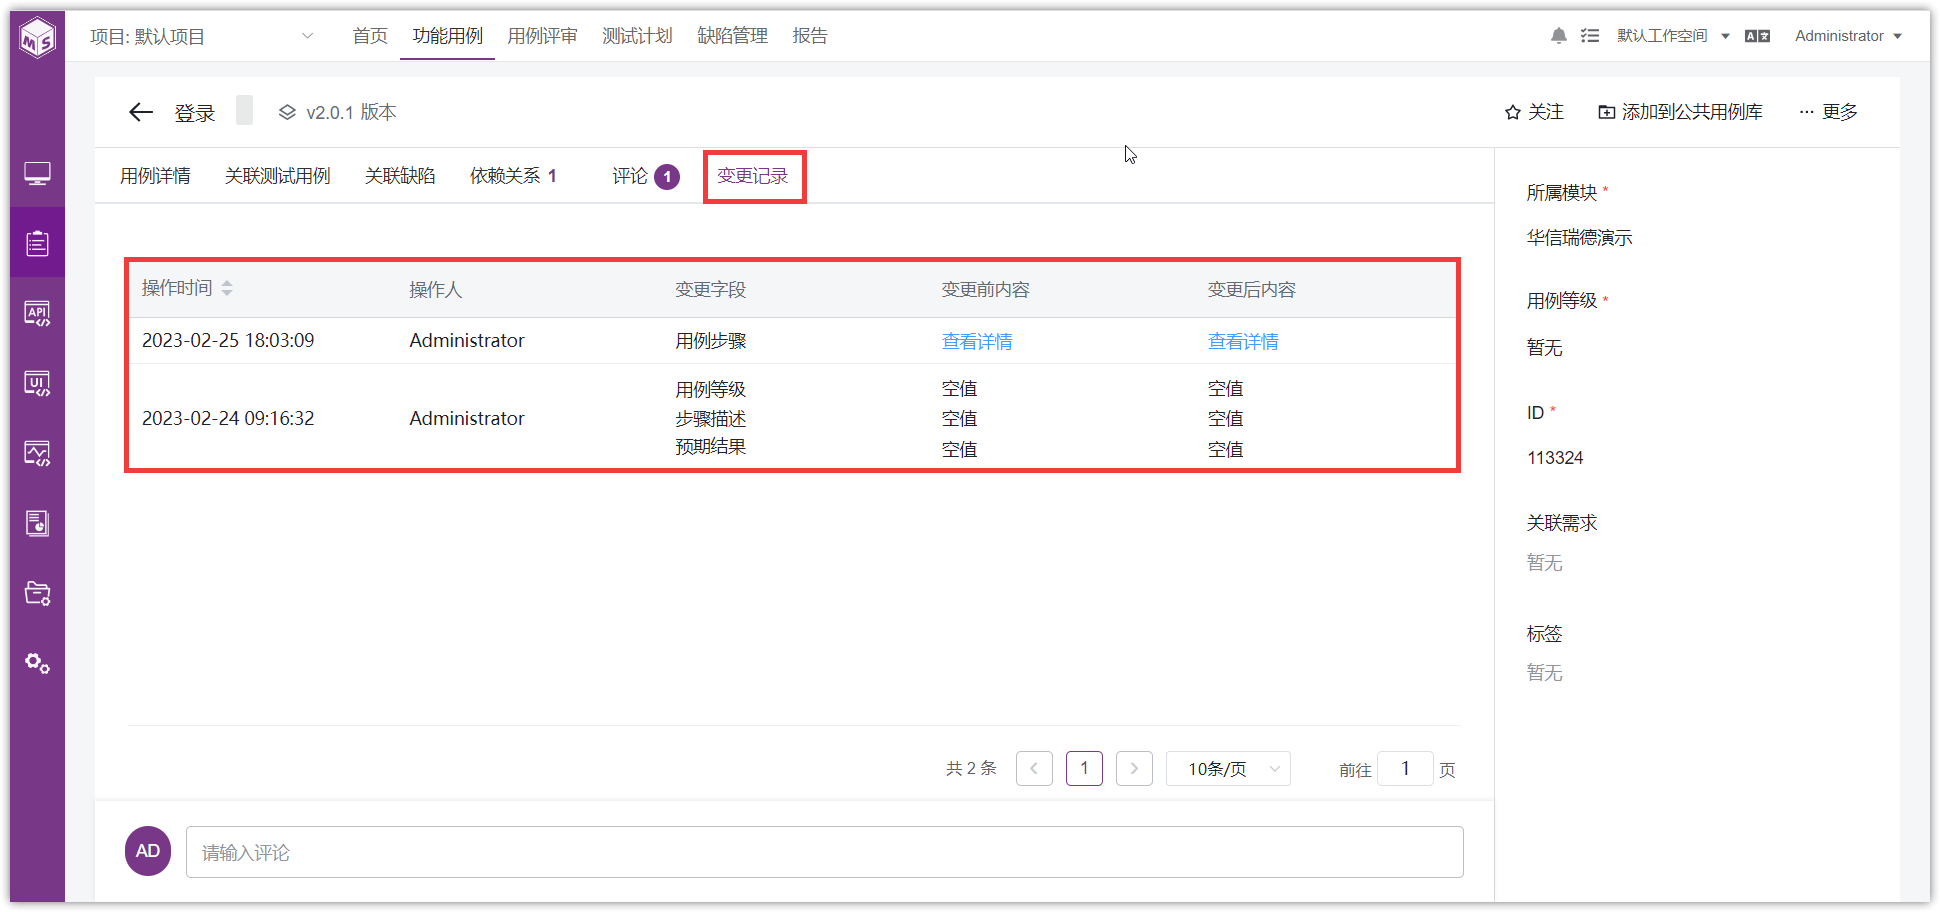 MS
项目: 默认项目
首页 功能用例 用例评审 测试计划 缺陷管理 报告
默认工作空间
Administrator
登录
v2.0.1 版本
关注 添加到公共用例库 ··· 更多
用例详情 关联测试用例 关联缺陷 依赖关系 1 评论 1 变更记录
操作时间 操作人 变更字段 变更前内容 变更后内容
2023-02-25 18:03:09 Administrator 用例步骤 查看详情 查看详情
2023-02-24 09:16:32 Administrator
用例等级 空值 空值
步骤描述 空值 空值
预期结果 空值 空值
共 2 条 1 10条/页 前往 1 页
AD 请输入评论
所属模块 *
华信瑞德演示
用例等级 *
暂无
ID *
113324
关联需求
暂无
标签
暂无
API
UI